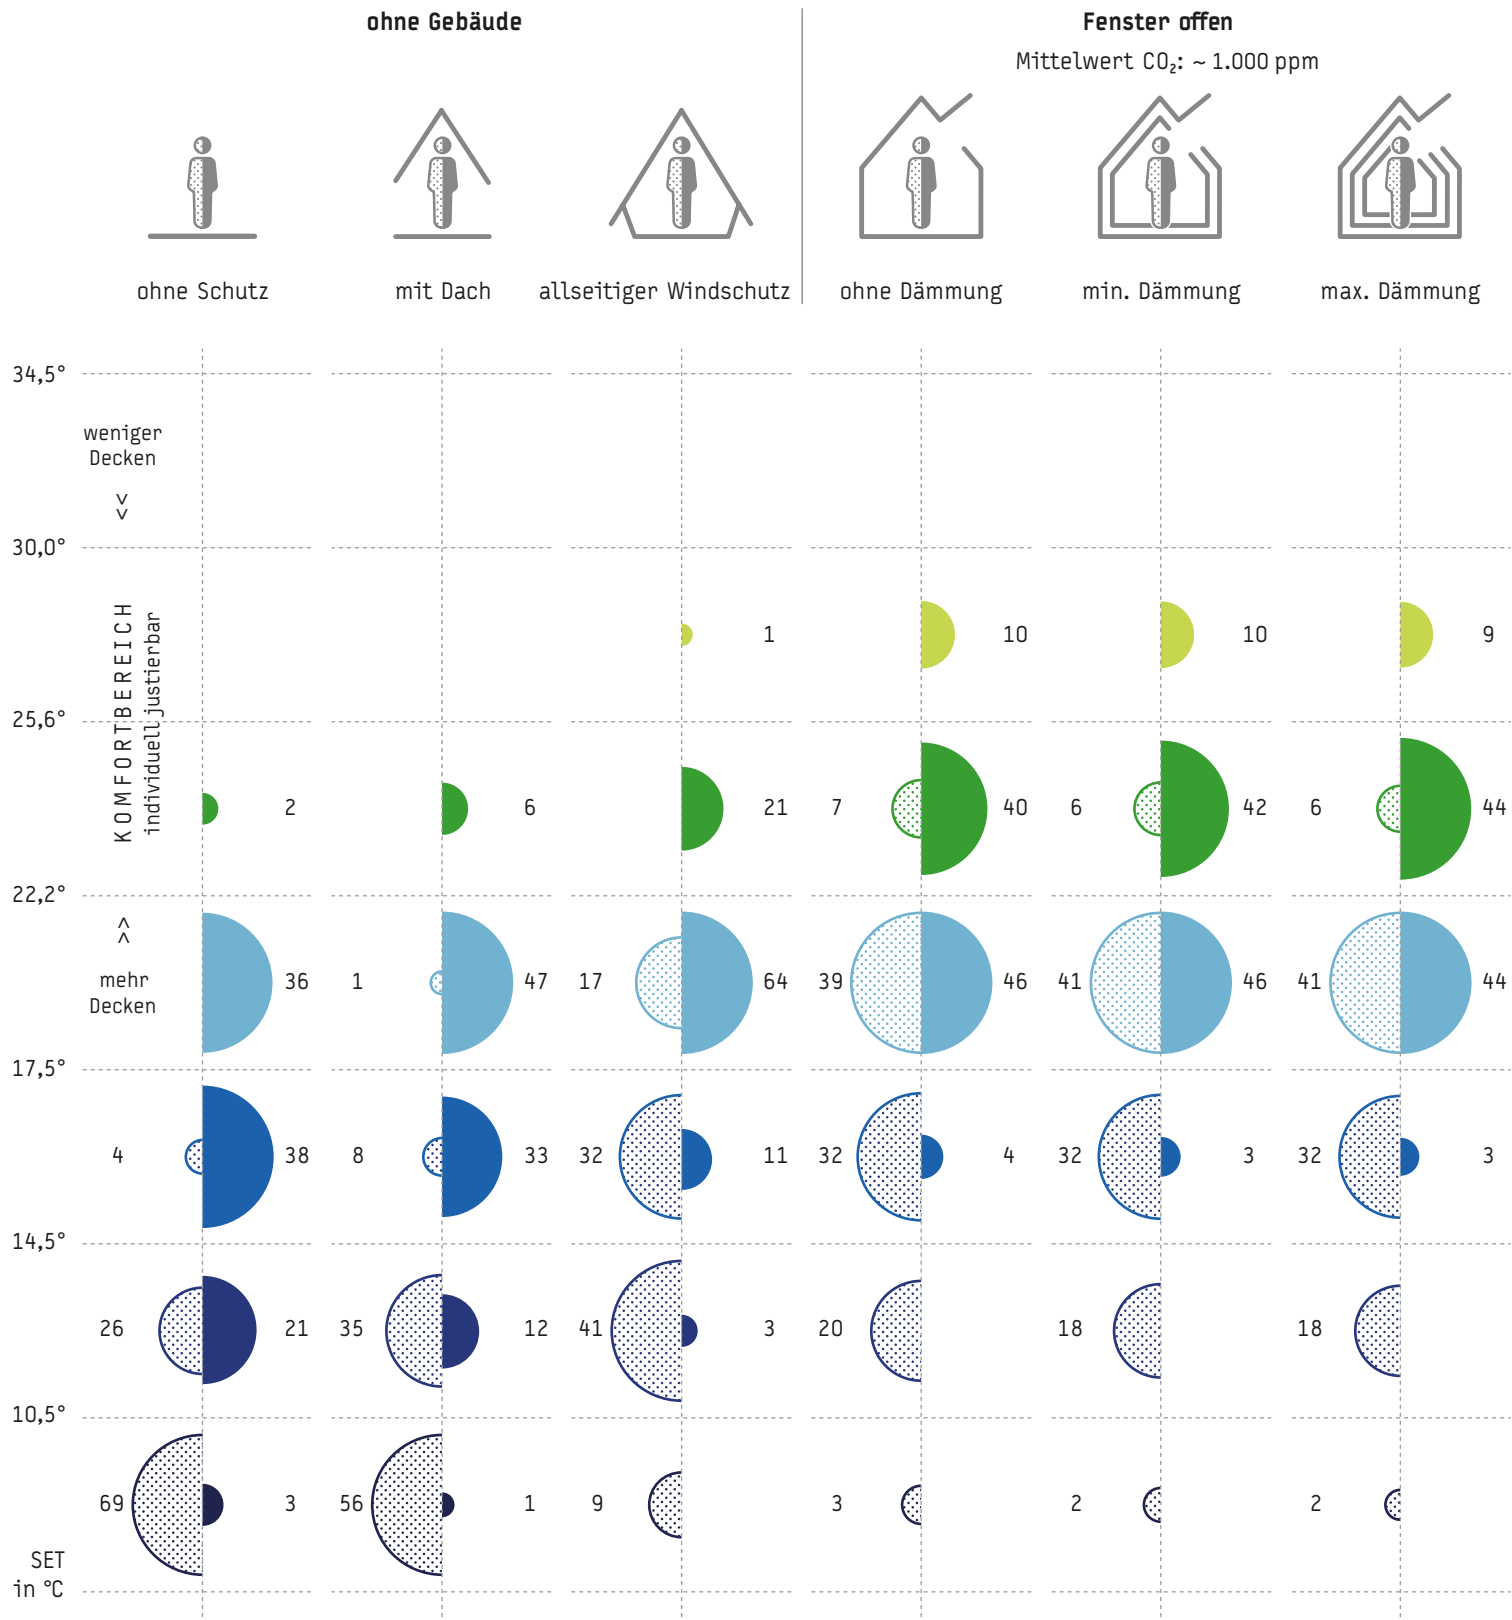 ohne Gebäude
Fenster offen
Mittelwert CO₂: ~ 1.000 ppm
ohne Schutz
mit Dach
allseitiger Windschutz
ohne Dämmung
min. Dämmung
max. Dämmung
34,5°
weniger
Decken
<<
30,0°
KOMFORTBEREICH
individuell justierbar
1 10 10 9
25,6°
2 6 21 7 40 6 42 6 44
22,2°
>>
mehr
Decken
36 1 47 17 64 39 46 41 46 41 44
17,5°
4 38 8 33 32 11 32 4 32 3 32 3
14,5°
26 21 35 12 41 3 20 18 18
10,5°
69 3 56 1 9 3 2 2
SET
in °C